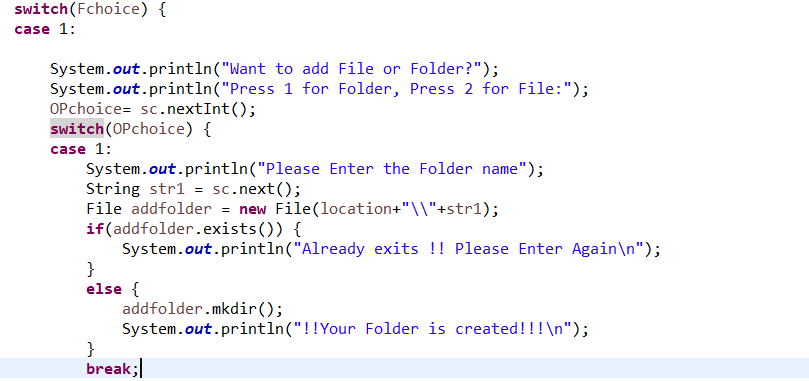 switch(Fchoice) {
case 1:
System.out.println("Want to add File or Folder?");
System.out.println("Press 1 for Folder, Press 2 for File:");
OPchoice= sc.nextInt();
switch(OPchoice) {
case 1:
System.out.println("Please Enter the Folder name");
String str1 = sc.next();
File addfolder = new File(location+"\\"+str1);
if(addfolder.exists()) {
System.out.println("Already exits !! Please Enter Again\n");
}
else {
addfolder.mkdir();
System.out.println("!!Your Folder is created!!!\n");
}
break;